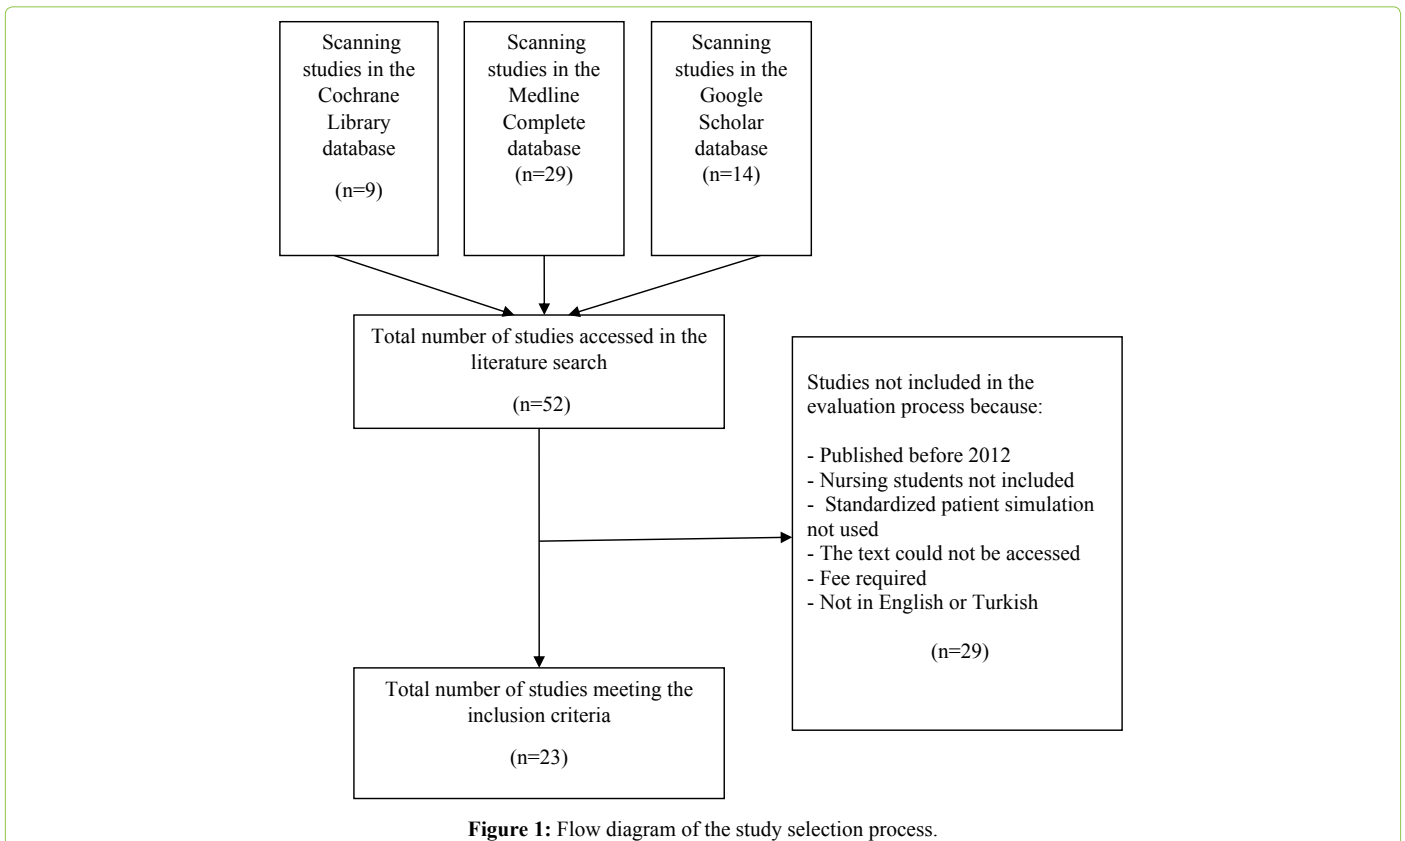 Scanning
studies in the
Cochrane
Library
database
(n=9)
Scanning
studies in the
Medline
Complete
database
(n=29)
Scanning
studies in the
Google
Scholar
database
(n=14)
Total number of studies accessed in the
literature search
(n=52)
Studies not included in the
evaluation process because:
- Published before 2012
- Nursing students not included
- Standardized patient simulation
not used
- The text could not be accessed
- Fee required
- Not in English or Turkish
(n=29)
Total number of studies meeting the
inclusion criteria
(n=23)
Figure 1: Flow diagram of the study selection process.